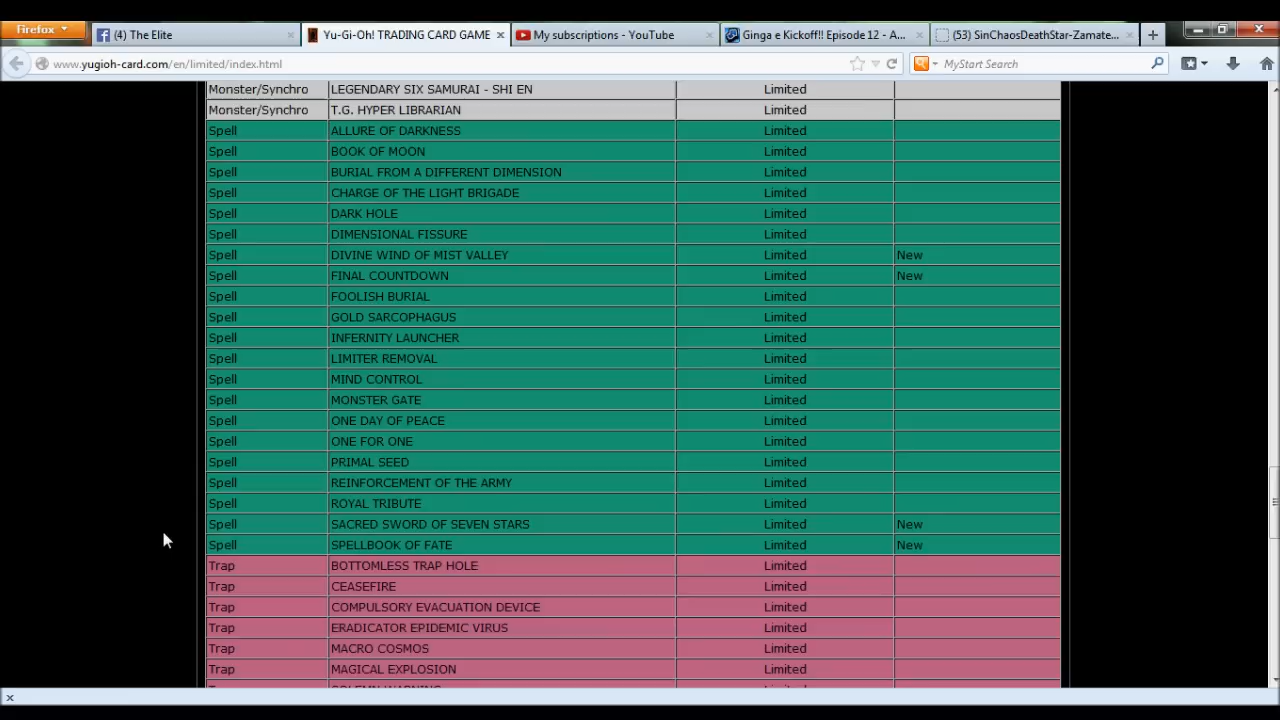 Firefox
(4) The Elite
Yu-Gi-Oh! TRADING CARD GAME
My subscriptions - YouTube
Ginga e Kickoff!! Episode 12 - A...
(53) SinChaosDeathStar-Zamate...
www.yugioh-card.com/en/limited/index.html
MyStart Search
Monster/Synchro LEGENDARY SIX SAMURAI - SHI EN Limited
Monster/Synchro T.G. HYPER LIBRARIAN Limited
Spell ALLURE OF DARKNESS Limited
Spell BOOK OF MOON Limited
Spell BURIAL FROM A DIFFERENT DIMENSION Limited
Spell CHARGE OF THE LIGHT BRIGADE Limited
Spell DARK HOLE Limited
Spell DIMENSIONAL FISSURE Limited
Spell DIVINE WIND OF MIST VALLEY Limited New
Spell FINAL COUNTDOWN Limited New
Spell FOOLISH BURIAL Limited
Spell GOLD SARCOPHAGUS Limited
Spell INFERNITY LAUNCHER Limited
Spell LIMITER REMOVAL Limited
Spell MIND CONTROL Limited
Spell MONSTER GATE Limited
Spell ONE DAY OF PEACE Limited
Spell ONE FOR ONE Limited
Spell PRIMAL SEED Limited
Spell REINFORCEMENT OF THE ARMY Limited
Spell ROYAL TRIBUTE Limited
Spell SACRED SWORD OF SEVEN STARS Limited New
Spell SPELLBOOK OF FATE Limited New
Trap BOTTOMLESS TRAP HOLE Limited
Trap CEASEFIRE Limited
Trap COMPULSORY EVACUATION DEVICE Limited
Trap ERADICATOR EPIDEMIC VIRUS Limited
Trap MACRO COSMOS Limited
Trap MAGICAL EXPLOSION Limited